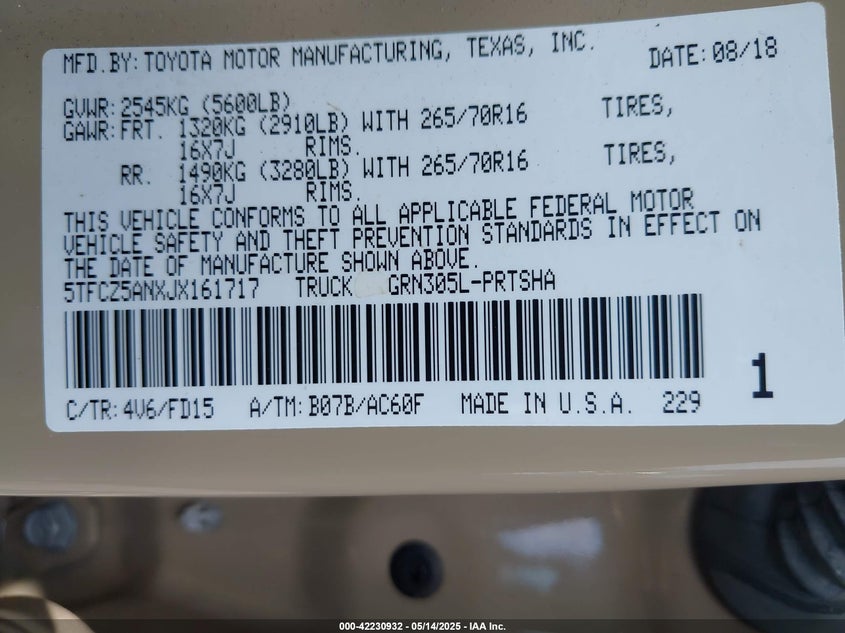 MFD.BY:TOYOTA MOTOR MANUFACTURING, TEXAS, INC. DATE:08/18
GVWR:2545KG (5600LB)
GAWR:FRT. 1320KG (2910LB) WITH 265/70R16 TIRES,
16X7J RIMS.
RR. 1490KG (3280LB) WITH 265/70R16 TIRES,
16X7J RIMS.
THIS VEHICLE CONFORMS TO ALL APPLICABLE FEDERAL MOTOR
VEHICLE SAFETY AND THEFT PREVENTION STANDARDS IN EFFECT ON
THE DATE OF MANUFACTURE SHOWN ABOVE.
5TFCZ5ANXJX161717 TRUCK GRN305L-PRTSHA
1
C/TR:4V6/FD15 A/TM:B07B/AC60F MADE IN U.S.A. 229
000-42230932 - 05/14/2025 - IAA Inc.